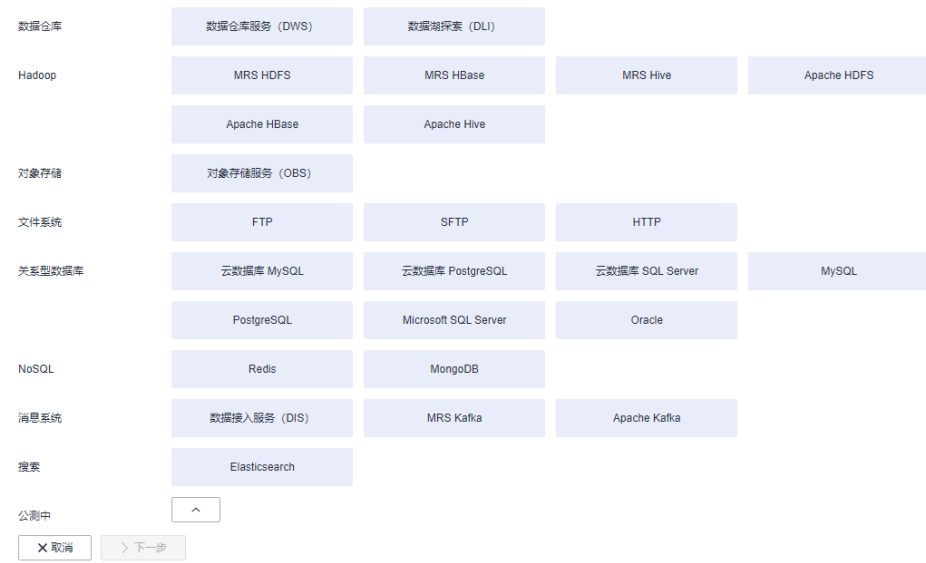 数据仓库 数据仓库服务（DWS） 数据湖探索（DLI）
Hadoop MRS HDFS MRS HBase MRS Hive Apache HDFS
Apache HBase Apache Hive
对象存储 对象存储服务（OBS）
文件系统 FTP SFTP HTTP
关系型数据库 云数据库 MySQL 云数据库 PostgreSQL 云数据库 SQL Server MySQL
PostgreSQL Microsoft SQL Server Oracle
NoSQL Redis MongoDB
消息系统 数据接入服务（DIS） MRS Kafka Apache Kafka
搜索 Elasticsearch
公测中
取消 下一步